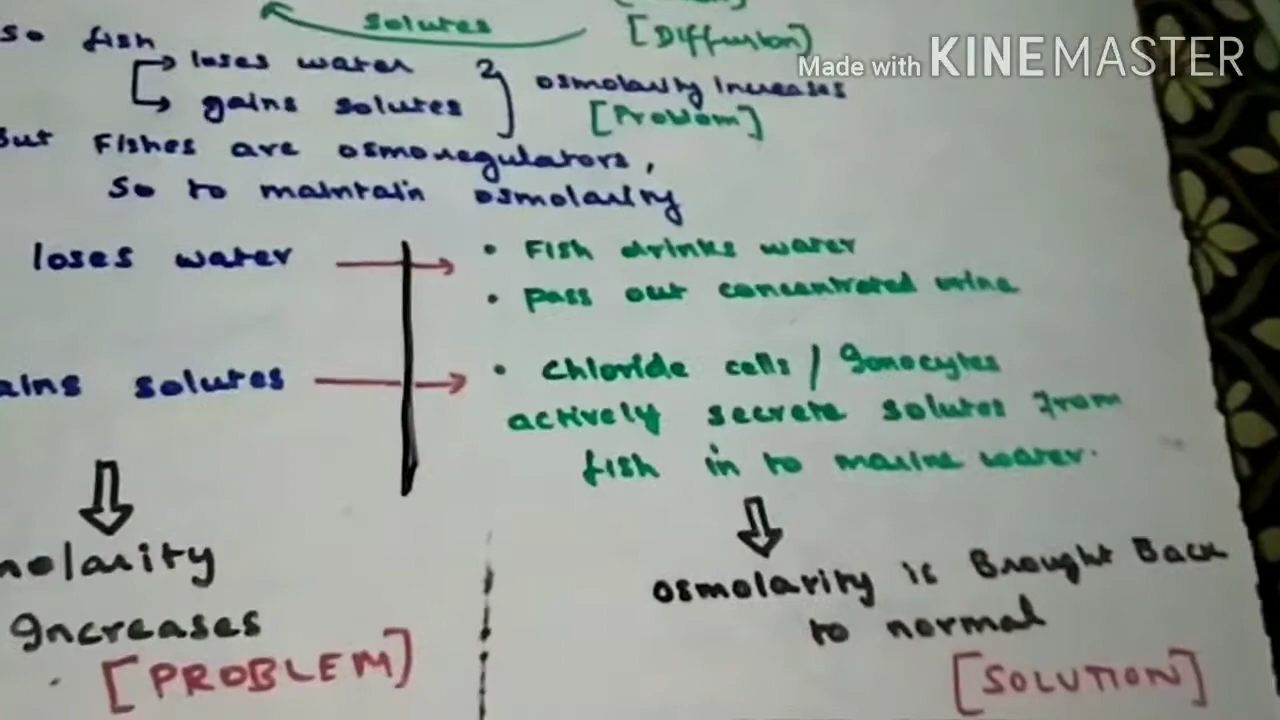 solutes
[Diffusion]
Made with KINEMASTER
so fish
loses water
gains solutes
osmolarity increases
[Problem]
But Fishes are osmoregulators,
so to maintain osmolarity
loses water
• Fish drinks water
• pass out concentrated urine
ains solutes
• Chloride cells / Ionocytes
actively secrete solutes from
fish in to marine water.
molarity
Increases
[PROBLEM]
osmolarity is Brought Back
to normal
[SOLUTION]